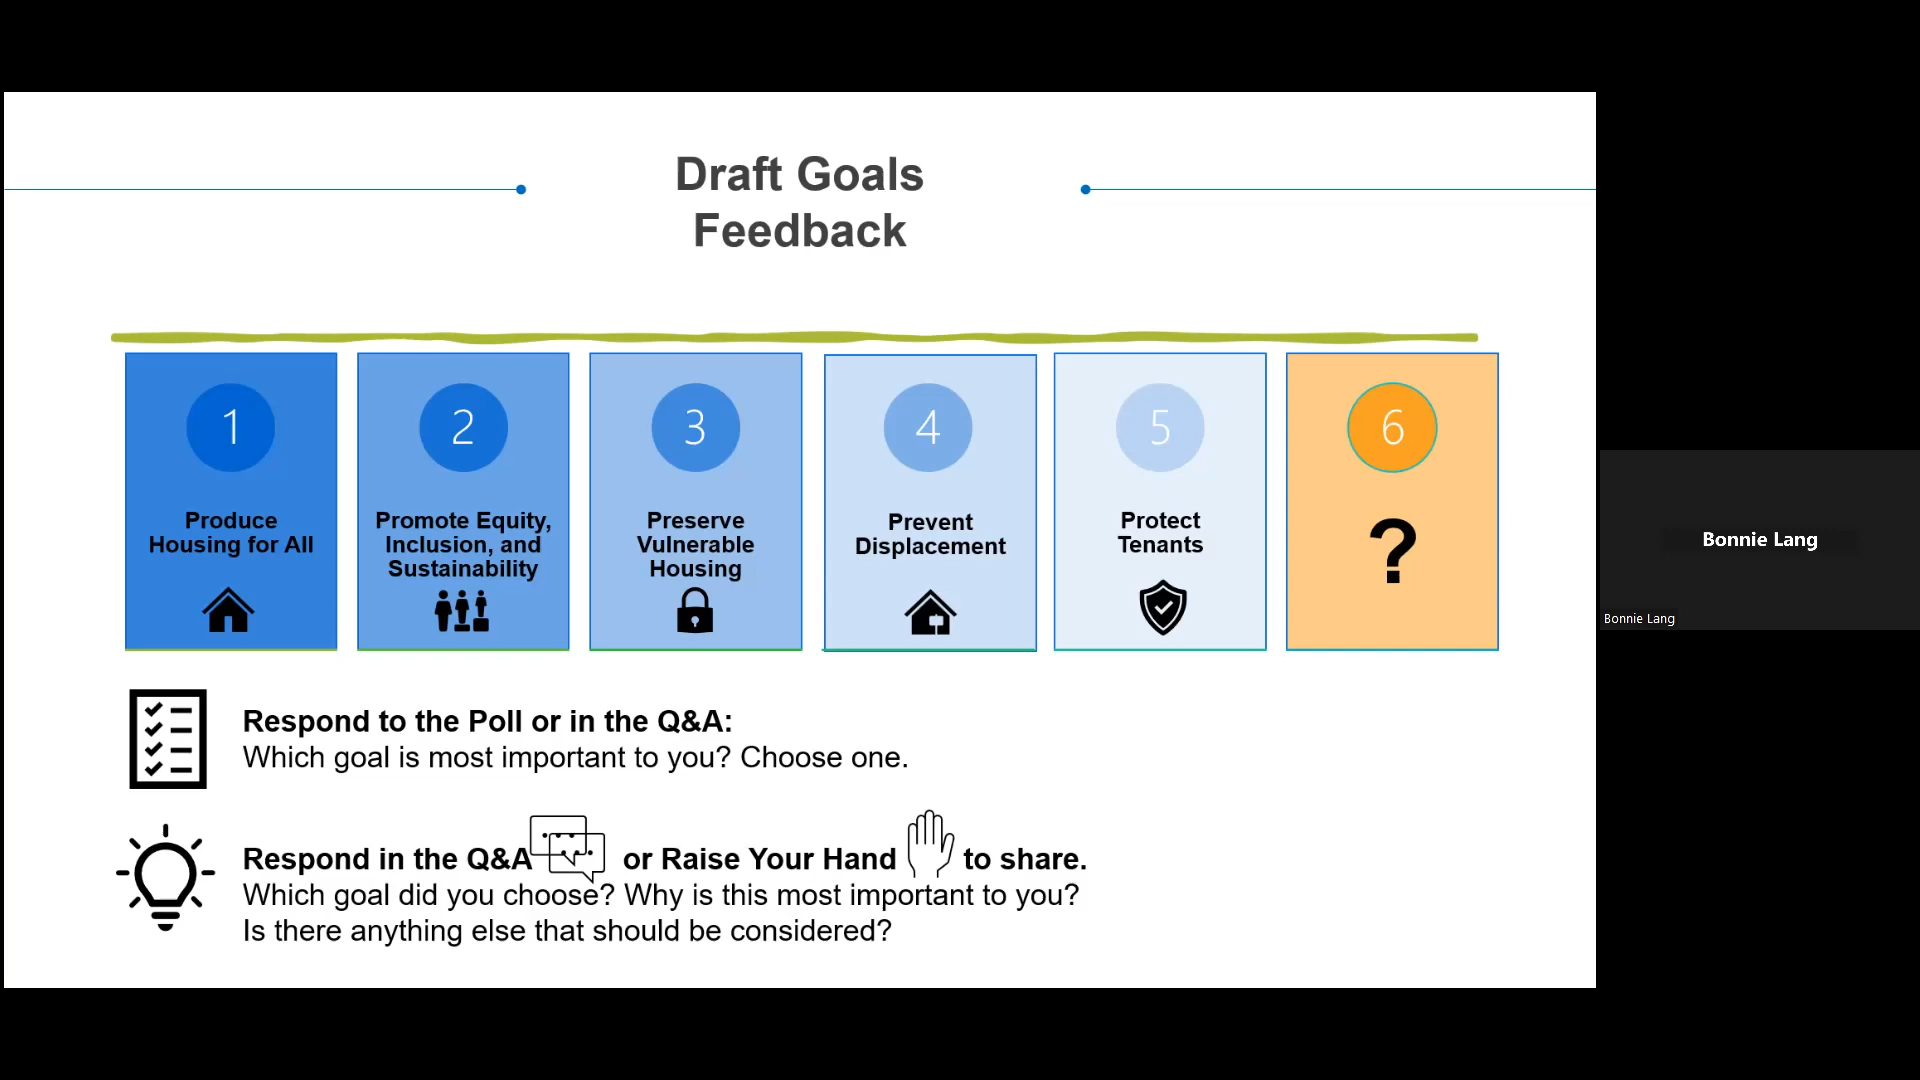 Draft Goals
Feedback
1
Produce
Housing for All
2
Promote Equity,
Inclusion, and
Sustainability
3
Preserve
Vulnerable
Housing
4
Prevent
Displacement
5
Protect
Tenants
6
?
Respond to the Poll or in the Q&A:
Which goal is most important to you? Choose one.
Respond in the Q&A or Raise Your Hand to share.
Which goal did you choose? Why is this most important to you?
Is there anything else that should be considered?
Bonnie Lang
Bonnie Lang